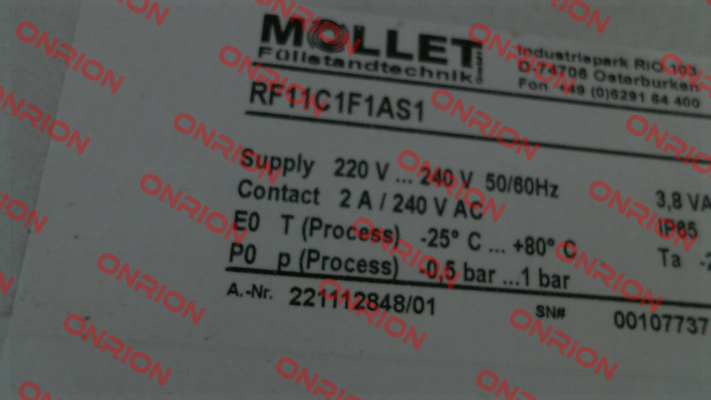 MOLLET
Füllstandtechnik GmbH
Industriepark RIO 103
D-74706 Osterburken
Fon +49 (0)6291 64 400
RF11C1F1AS1
Supply 220 V ... 240 V 50/60Hz 3,8 VA
Contact 2 A / 240 V AC IP65
E0 T (Process) -25° C ... +80° C Ta
P0 p (Process) -0,5 bar ...1 bar
A.-Nr. 221112848/01 SN# 00107737
ONRION